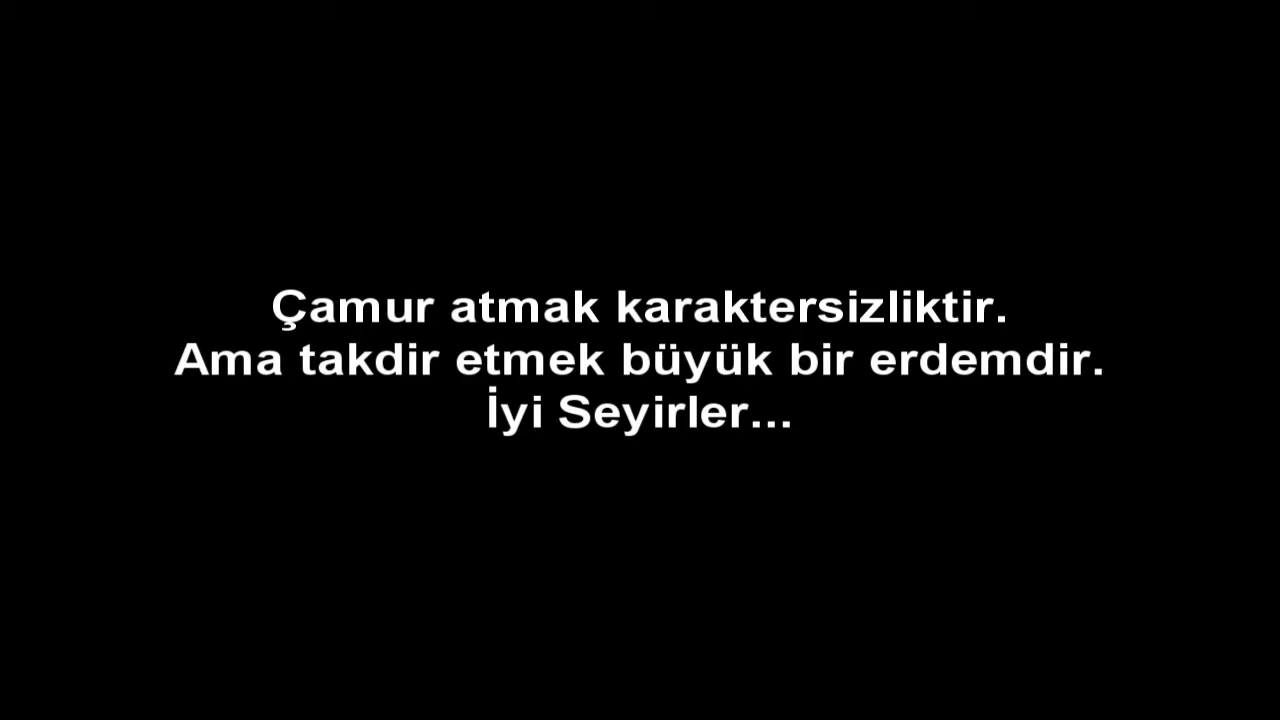 Çamur atmak karaktersizliktir.
Ama takdir etmek büyük bir erdemdir.
İyi Seyirler...